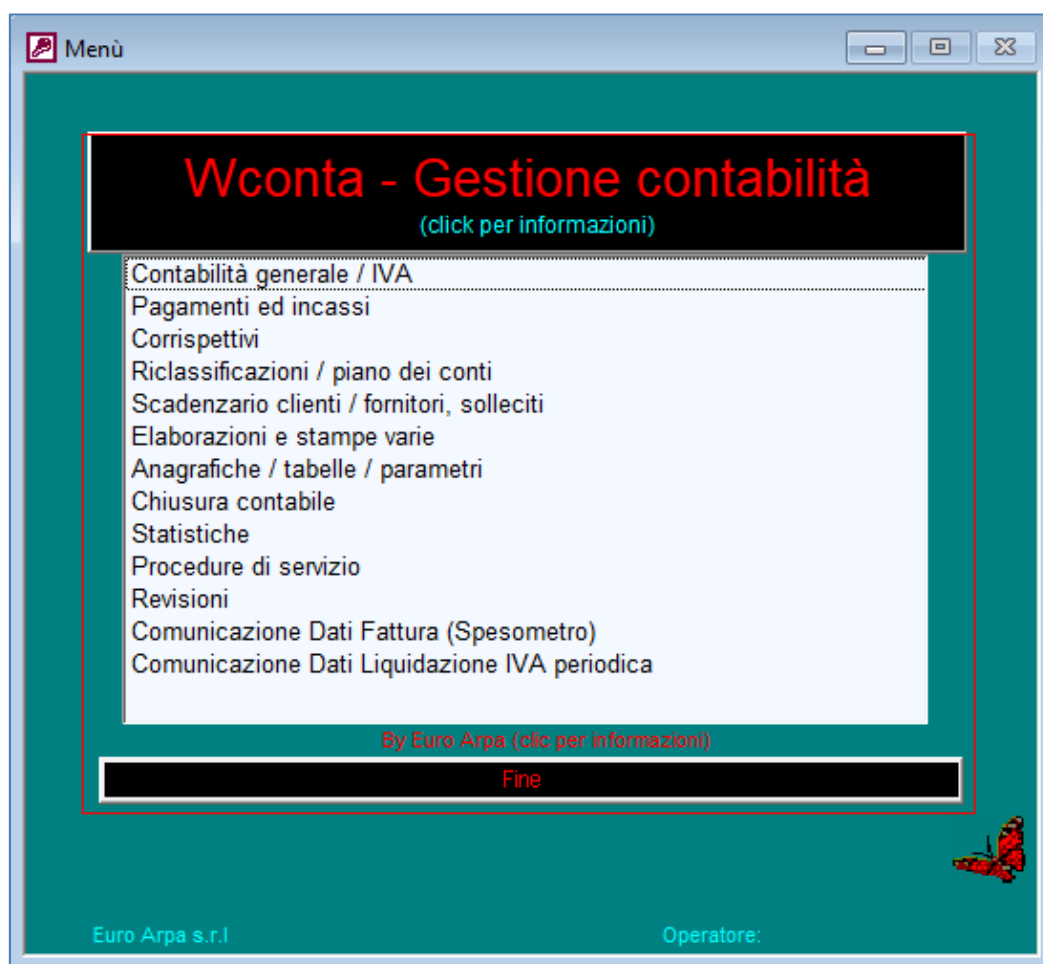 Menù
Wconta - Gestione contabilità
(click per informazioni)
Contabilità generale / IVA
Pagamenti ed incassi
Corrispettivi
Riclassificazioni / piano dei conti
Scadenzario clienti / fornitori, solleciti
Elaborazioni e stampe varie
Anagrafiche / tabelle / parametri
Chiusura contabile
Statistiche
Procedure di servizio
Revisioni
Comunicazione Dati Fattura (Spesometro)
Comunicazione Dati Liquidazione IVA periodica
By Euro Arpa (clic per informazioni)
Fine
Euro Arpa s.r.l Operatore: